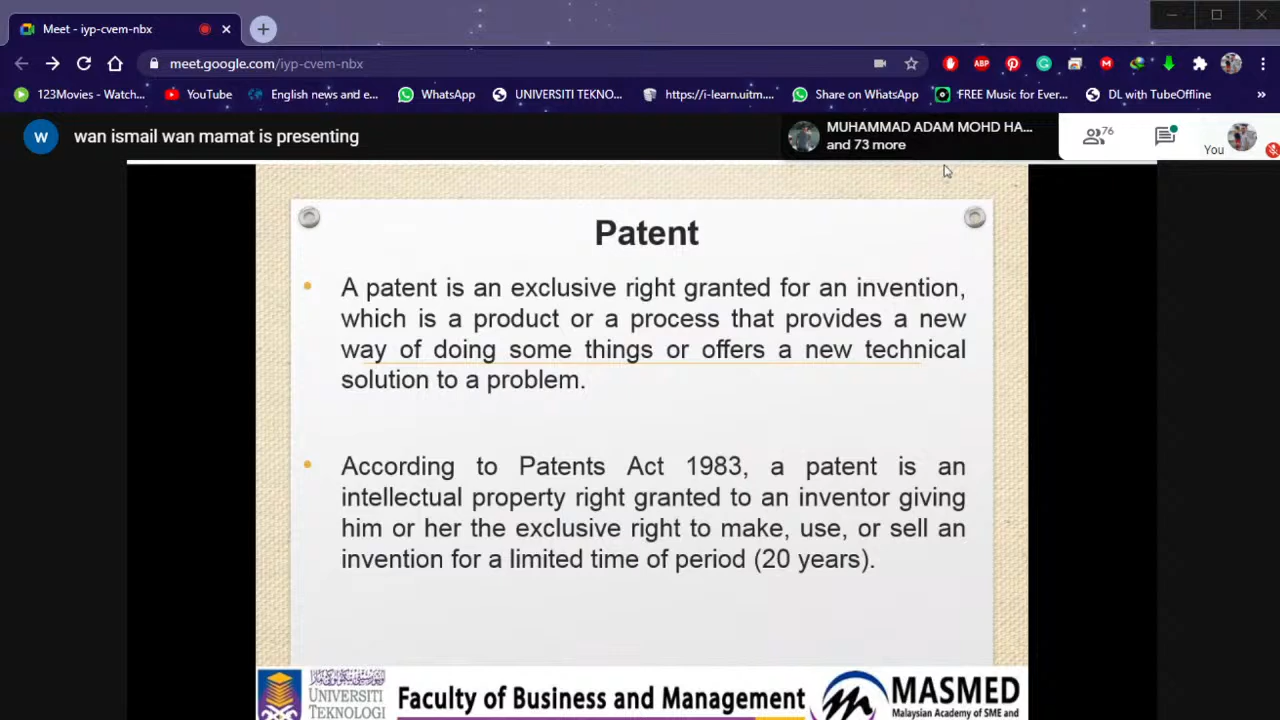 Meet - iyp-cvem-nbx
meet.google.com/iyp-cvem-nbx
ABP
123Movies - Watch...
YouTube
English news and e...
WhatsApp
UNIVERSITI TEKNO...
https://i-learn.uitm....
Share on WhatsApp
FREE Music for Ever...
DL with TubeOffline
»
W
wan ismail wan mamat is presenting
MUHAMMAD ADAM MOHD HA...
and 73 more
76
You
Patent
• A patent is an exclusive right granted for an invention,
which is a product or a process that provides a new
way of doing some things or offers a new technical
solution to a problem.
• According to Patents Act 1983, a patent is an
intellectual property right granted to an inventor giving
him or her the exclusive right to make, use, or sell an
invention for a limited time of period (20 years).
UNIVERSITI
TEKNOLOGI
Faculty of Business and Management
MASMED
Malaysian Academy of SME and